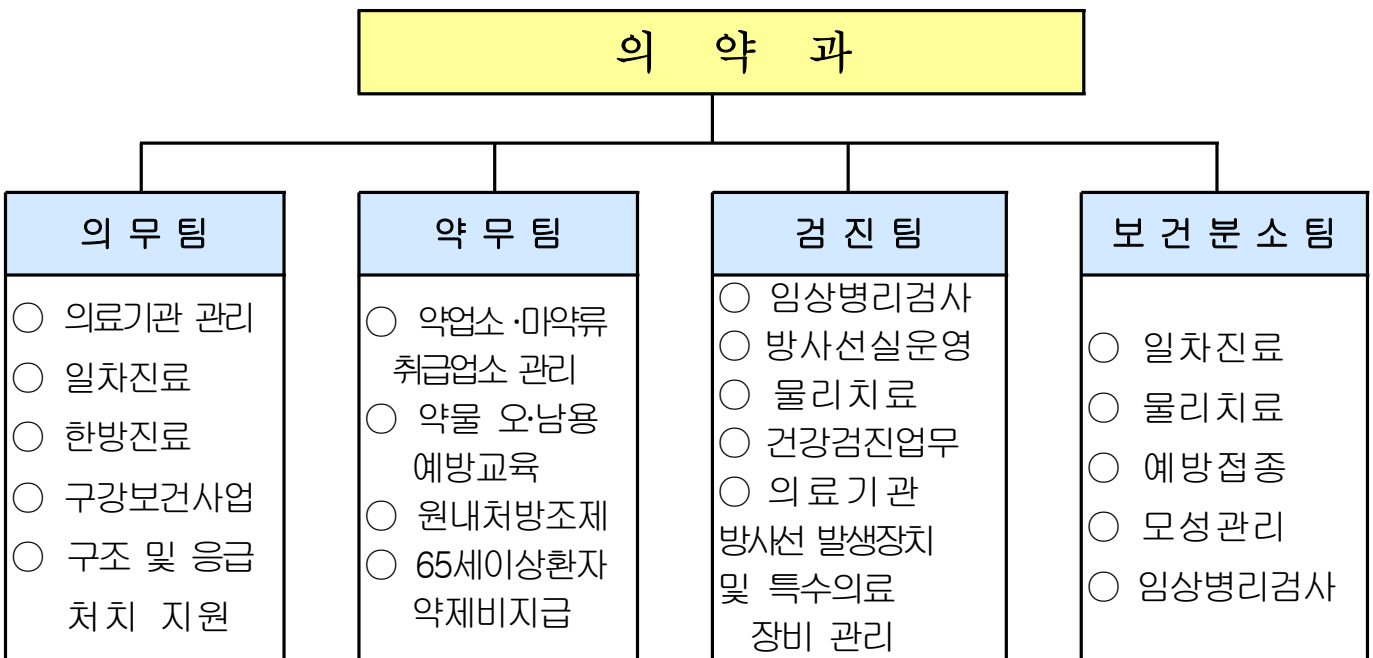 의 약 과
의 무 팀
○ 의료기관 관리
○ 일차진료
○ 한방진료
○ 구강보건사업
○ 구조 및 응급
처치 지원
약 무 팀
○ 약업소·마약류
취급업소 관리
○ 약물 오·남용
예방교육
○ 원내처방조제
○ 65세이상환자
약제비지급
검 진 팀
○ 임상병리검사
○ 방사선실운영
○ 물리치료
○ 건강검진업무
○ 의료기관
방사선 발생장치
및 특수의료
장비 관리
보 건 분 소 팀
○ 일차진료
○ 물리치료
○ 예방접종
○ 모성관리
○ 임상병리검사